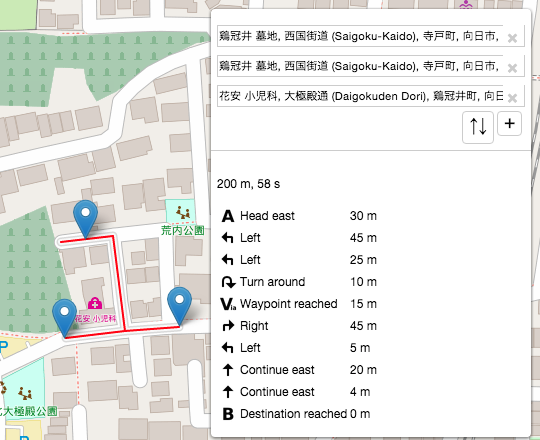 鶏冠井 墓地, 西国街道 (Saigoku-Kaido), 寺戸町, 向日市,
鶏冠井 墓地, 西国街道 (Saigoku-Kaido), 寺戸町, 向日市,
花安 小児科, 大極殿通 (Daigokuden Dori), 鶏冠井町, 向日
+
200 m, 58 s
A Head east 30 m
Left 45 m
Left 25 m
Turn around 10 m
Via Waypoint reached 15 m
Right 45 m
Left 5 m
Continue east 20 m
Continue east 4 m
B Destination reached 0 m
荒内公園
花安 小児科
P
大極殿公園
P